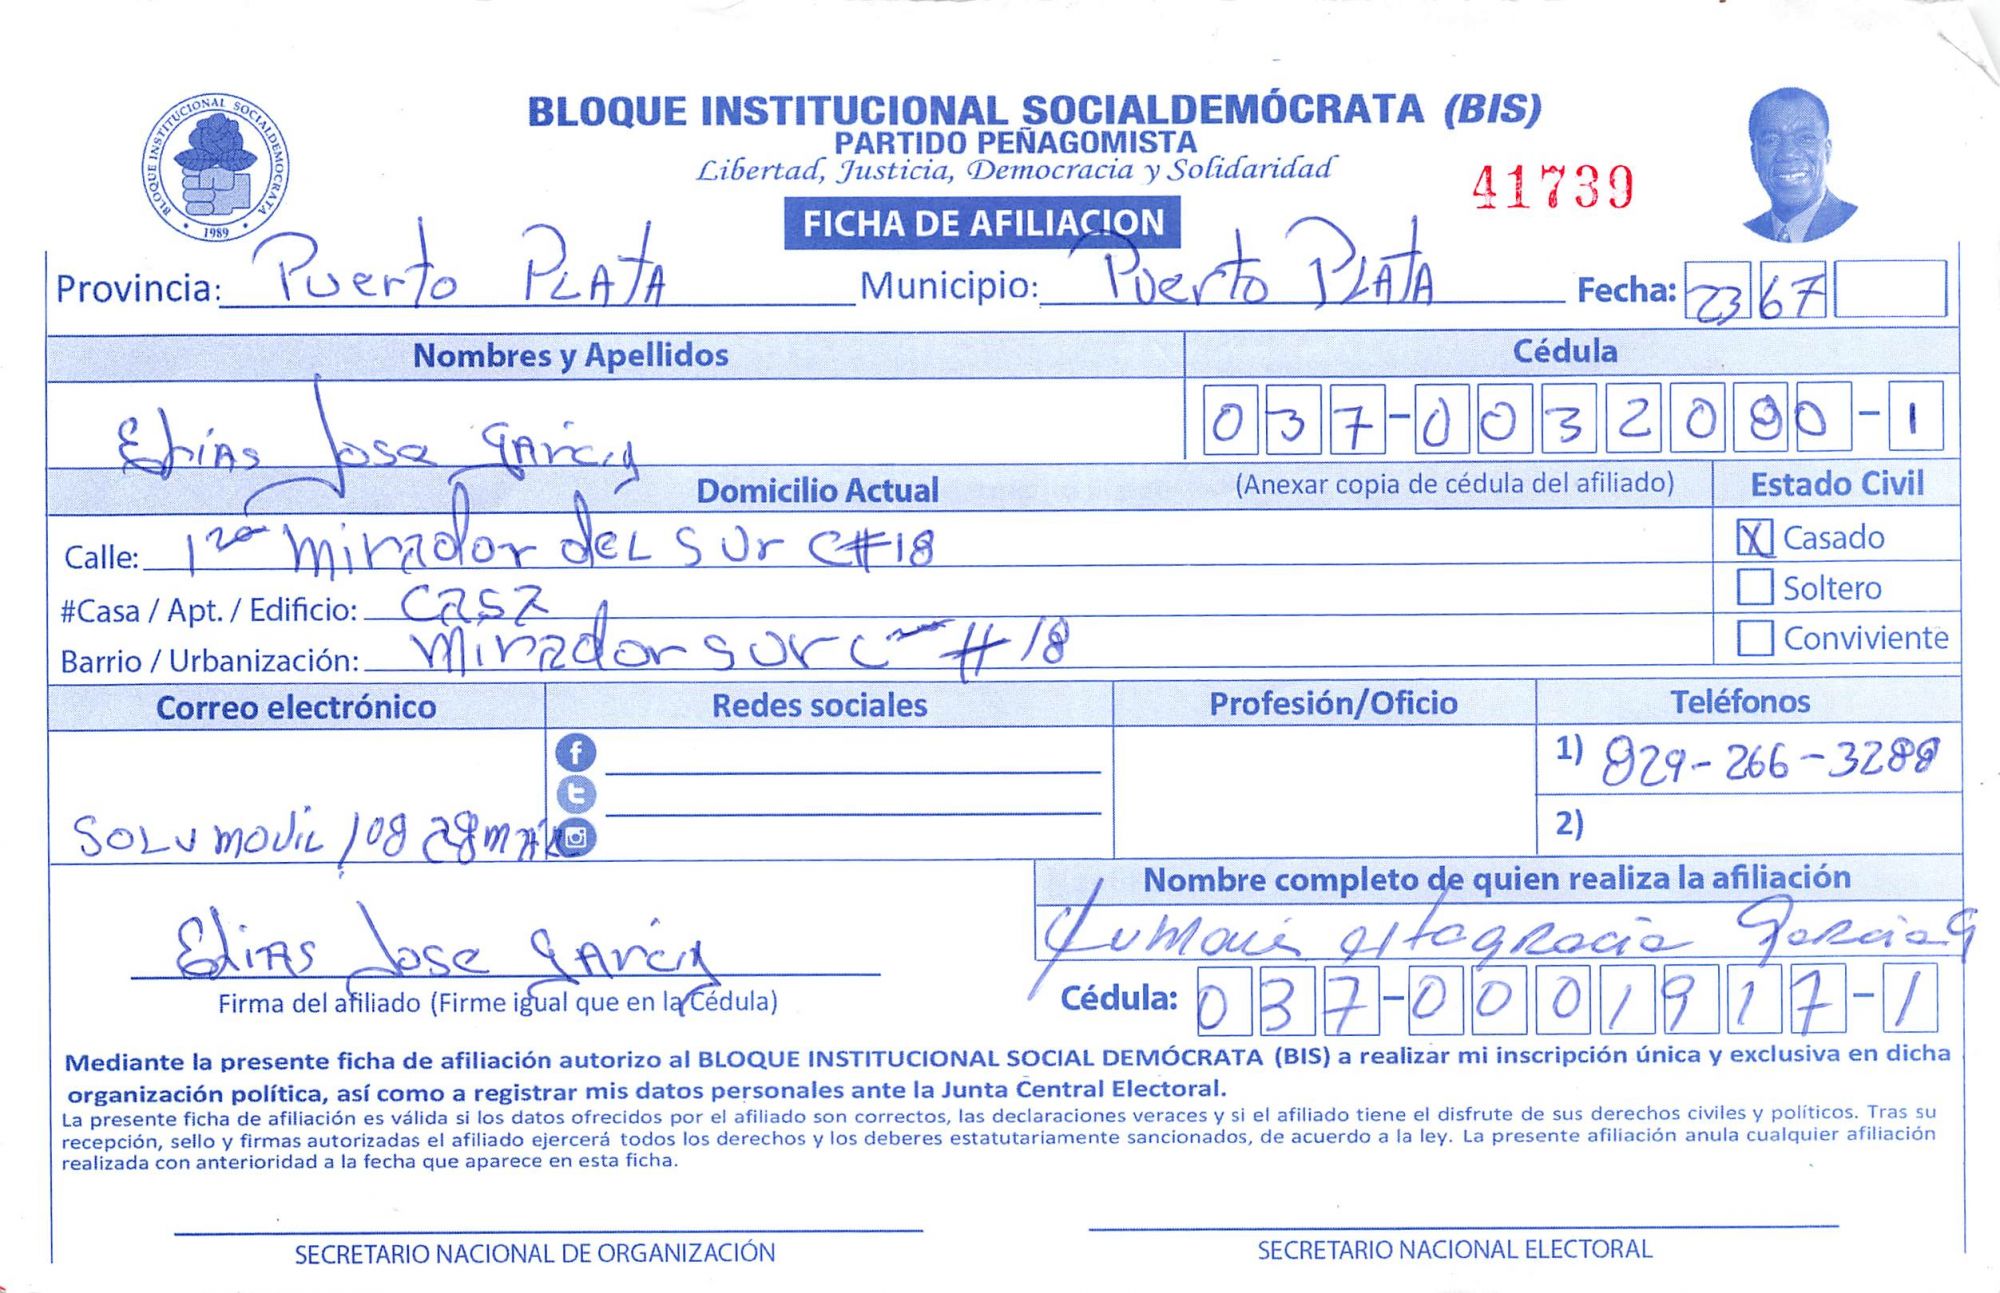 BLOQUE INSTITUCIONAL SOCIALDEMOCRATA
1989
BLOQUE INSTITUCIONAL SOCIALDEMÓCRATA (BIS)
PARTIDO PEÑAGOMISTA
Libertad, Justicia, Democracia y Solidaridad
41739
FICHA DE AFILIACION
Provincia: Puerto PLATA Municipio: Puerto PLATA Fecha: 23 67
Nombres y Apellidos Cédula
Elias Jose Garcia 037-0032090-1
Domicilio Actual (Anexar copia de cédula del afiliado) Estado Civil
Calle: 1ra mirador del sur C#18 X Casado
#Casa / Apt. / Edificio: casa Soltero
Barrio / Urbanización: mirador sur C #18 Conviviente
Correo electrónico Redes sociales Profesión/Oficio Teléfonos
1) 829-266-3288
SOLUMOVIL 108 2)
Nombre completo de quien realiza la afiliación
altagracia Garcia G
Elias Jose Garcia
Firma del afiliado (Firme igual que en la Cédula) Cédula: 037-0001917-1
Mediante la presente ficha de afiliación autorizo al BLOQUE INSTITUCIONAL SOCIAL DEMÓCRATA (BIS) a realizar mi inscripción única y exclusiva en dicha
organización política, así como a registrar mis datos personales ante la Junta Central Electoral.
La presente ficha de afiliación es válida si los datos ofrecidos por el afiliado son correctos, las declaraciones veraces y si el afiliado tiene el disfrute de sus derechos civiles y políticos. Tras su
recepción, sello y firmas autorizadas el afiliado ejercerá todos los derechos y los deberes estatutariamente sancionados, de acuerdo a la ley. La presente afiliación anula cualquier afiliación
realizada con anterioridad a la fecha que aparece en esta ficha.
SECRETARIO NACIONAL DE ORGANIZACIÓN SECRETARIO NACIONAL ELECTORAL